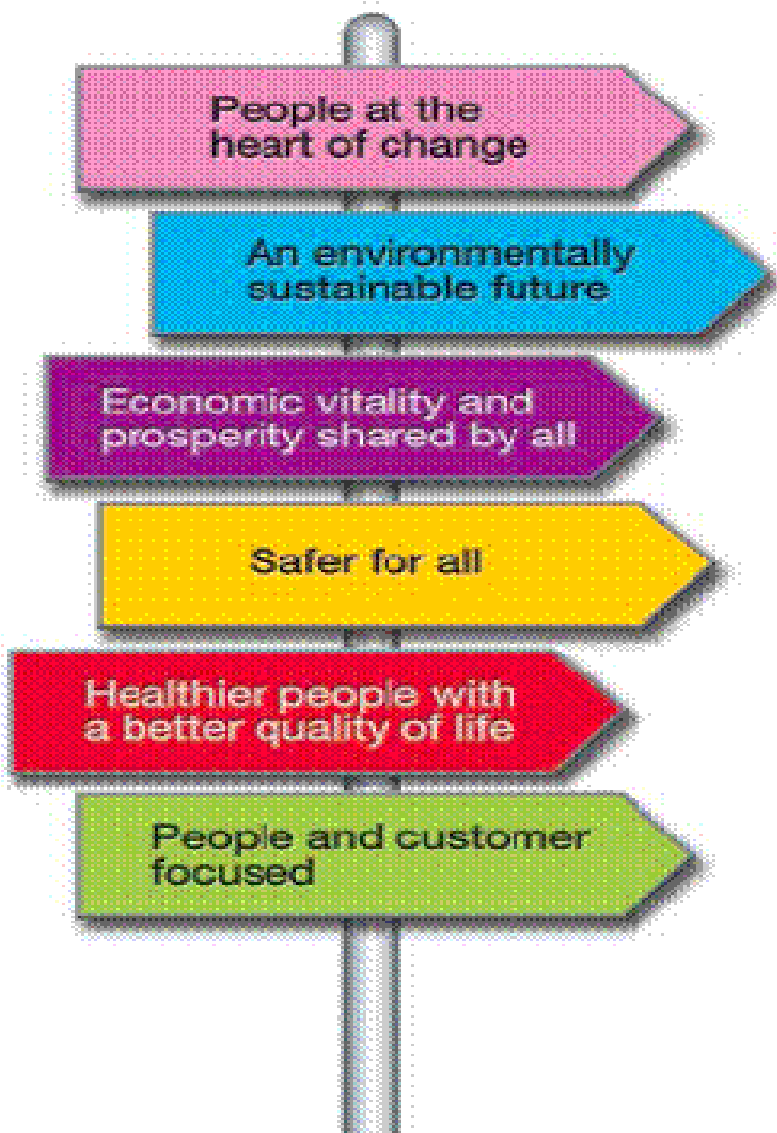 People at the
heart of change
An environmentally
sustainable future
Economic vitality and
prosperity shared by all
Safer for all
Healthier people with
a better quality of life
People and customer
focused